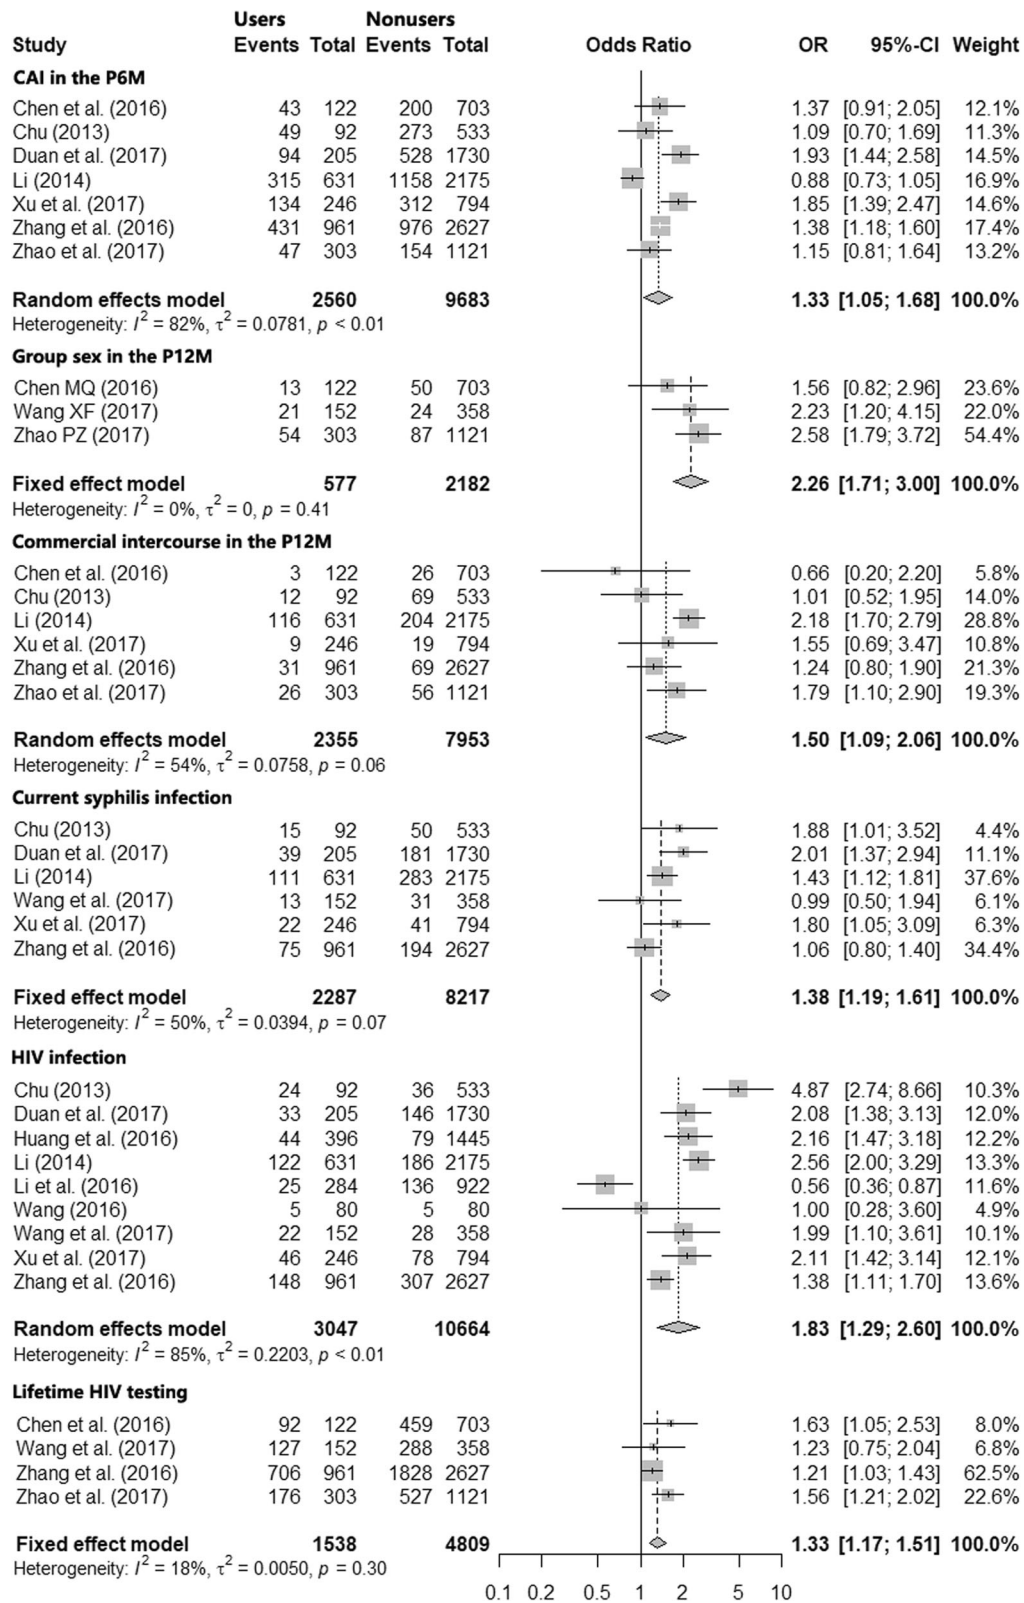 Users Nonusers
Study Events Total Events Total Odds Ratio OR 95%-CI Weight
CAI in the P6M
Chen et al. (2016) 43 122 200 703 1.37 [0.91; 2.05] 12.1%
Chu (2013) 49 92 273 533 1.09 [0.70; 1.69] 11.3%
Duan et al. (2017) 94 205 528 1730 1.93 [1.44; 2.58] 14.5%
Li (2014) 315 631 1158 2175 0.88 [0.73; 1.05] 16.9%
Xu et al. (2017) 134 246 312 794 1.85 [1.39; 2.47] 14.6%
Zhang et al. (2016) 431 961 976 2627 1.38 [1.18; 1.60] 17.4%
Zhao et al. (2017) 47 303 154 1121 1.15 [0.81; 1.64] 13.2%
Random effects model 2560 9683 1.33 [1.05; 1.68] 100.0%
Heterogeneity: I² = 82%, τ² = 0.0781, p < 0.01
Group sex in the P12M
Chen MQ (2016) 13 122 50 703 1.56 [0.82; 2.96] 23.6%
Wang XF (2017) 21 152 24 358 2.23 [1.20; 4.15] 22.0%
Zhao PZ (2017) 54 303 87 1121 2.58 [1.79; 3.72] 54.4%
Fixed effect model 577 2182 2.26 [1.71; 3.00] 100.0%
Heterogeneity: I² = 0%, τ² = 0, p = 0.41
Commercial intercourse in the P12M
Chen et al. (2016) 3 122 26 703 0.66 [0.20; 2.20] 5.8%
Chu (2013) 12 92 69 533 1.01 [0.52; 1.95] 14.0%
Li (2014) 116 631 204 2175 2.18 [1.70; 2.79] 28.8%
Xu et al. (2017) 9 246 19 794 1.55 [0.69; 3.47] 10.8%
Zhang et al. (2016) 31 961 69 2627 1.24 [0.80; 1.90] 21.3%
Zhao et al. (2017) 26 303 56 1121 1.79 [1.10; 2.90] 19.3%
Random effects model 2355 7953 1.50 [1.09; 2.06] 100.0%
Heterogeneity: I² = 54%, τ² = 0.0758, p = 0.06
Current syphilis infection
Chu (2013) 15 92 50 533 1.88 [1.01; 3.52] 4.4%
Duan et al. (2017) 39 205 181 1730 2.01 [1.37; 2.94] 11.1%
Li (2014) 111 631 283 2175 1.43 [1.12; 1.81] 37.6%
Wang et al. (2017) 13 152 31 358 0.99 [0.50; 1.94] 6.1%
Xu et al. (2017) 22 246 41 794 1.80 [1.05; 3.09] 6.3%
Zhang et al. (2016) 75 961 194 2627 1.06 [0.80; 1.40] 34.4%
Fixed effect model 2287 8217 1.38 [1.19; 1.61] 100.0%
Heterogeneity: I² = 50%, τ² = 0.0394, p = 0.07
HIV infection
Chu (2013) 24 92 36 533 4.87 [2.74; 8.66] 10.3%
Duan et al. (2017) 33 205 146 1730 2.08 [1.38; 3.13] 12.0%
Huang et al. (2016) 44 396 79 1445 2.16 [1.47; 3.18] 12.2%
Li (2014) 122 631 186 2175 2.56 [2.00; 3.29] 13.3%
Li et al. (2016) 25 284 136 922 0.56 [0.36; 0.87] 11.6%
Wang (2016) 5 80 5 80 1.00 [0.28; 3.60] 4.9%
Wang et al. (2017) 22 152 28 358 1.99 [1.10; 3.61] 10.1%
Xu et al. (2017) 46 246 78 794 2.11 [1.42; 3.14] 12.1%
Zhang et al. (2016) 148 961 307 2627 1.38 [1.11; 1.70] 13.6%
Random effects model 3047 10664 1.83 [1.29; 2.60] 100.0%
Heterogeneity: I² = 85%, τ² = 0.2203, p < 0.01
Lifetime HIV testing
Chen et al. (2016) 92 122 459 703 1.63 [1.05; 2.53] 8.0%
Wang et al. (2017) 127 152 288 358 1.23 [0.75; 2.04] 6.8%
Zhang et al. (2016) 706 961 1828 2627 1.21 [1.03; 1.43] 62.5%
Zhao et al. (2017) 176 303 527 1121 1.56 [1.21; 2.02] 22.6%
Fixed effect model 1538 4809 1.33 [1.17; 1.51] 100.0%
Heterogeneity: I² = 18%, τ² = 0.0050, p = 0.30
0.1 0.2 0.5 1 2 5 10